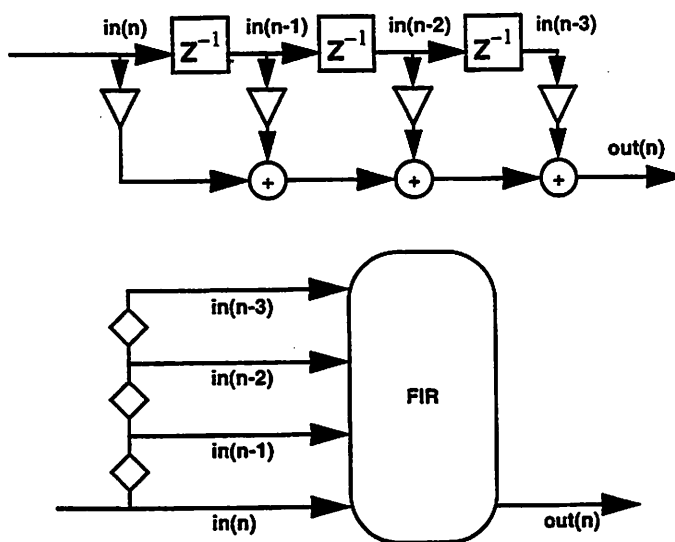 in(n) in(n-1) in(n-2) in(n-3)
Z⁻¹ Z⁻¹ Z⁻¹
out(n)
+ + +
in(n-3)
in(n-2)
FIR
in(n-1)
in(n)
out(n)